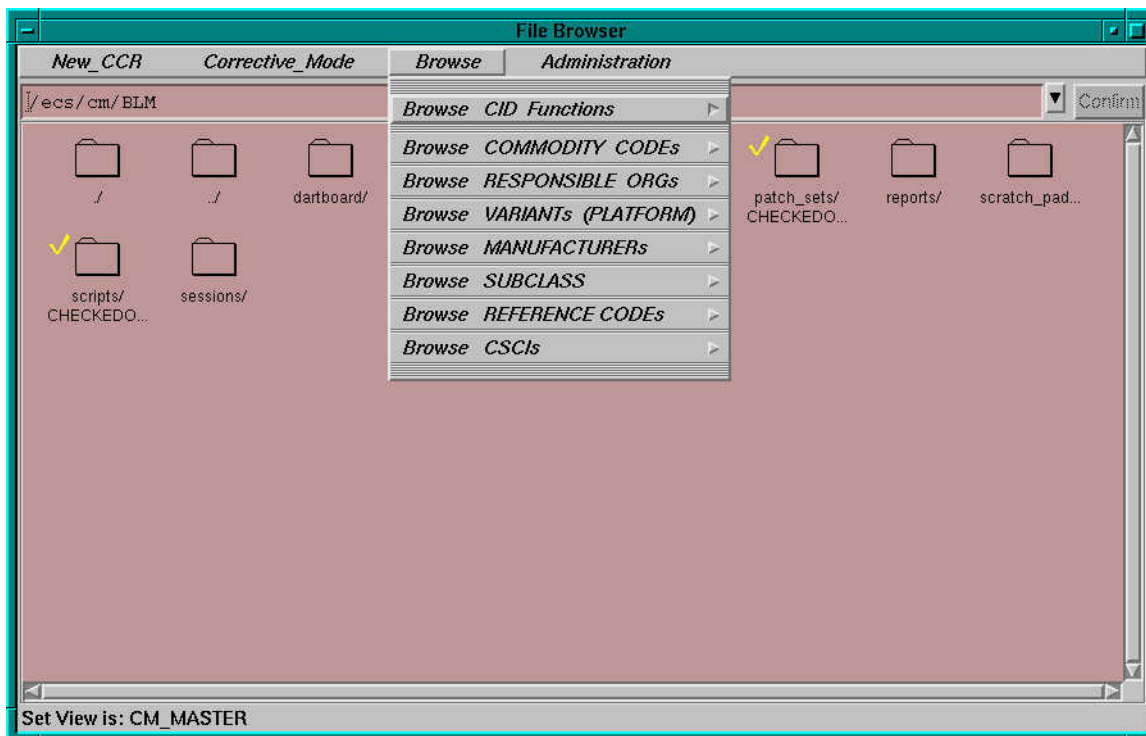 File Browser
New_CCR Corrective_Mode Browse Administration
/ecs/cm/BLM Confirm
Browse CID Functions
Browse COMMODITY CODEs
Browse RESPONSIBLE ORGs
Browse VARIANTs (PLATFORM)
Browse MANUFACTURERs
Browse SUBCLASS
Browse REFERENCE CODEs
Browse CSCIs
./ ../ dartboard/ patch_sets/ reports/ scratch_pad...
CHECKEDO...
scripts/ sessions/
CHECKEDO...
Set View is: CM_MASTER